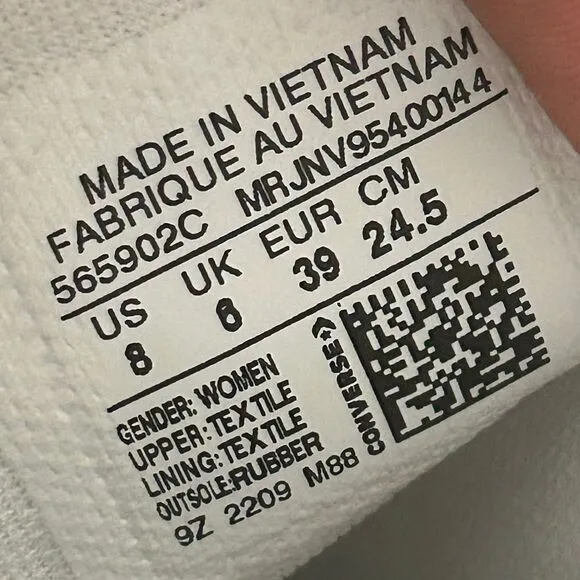 MADE IN VIETNAM
FABRIQUE AU VIETNAM
565902C MRJNV95400144
US UK EUR CM
8 6 39 24.5
GENDER: WOMEN
UPPER: TEXTILE
LINING: TEXTILE
OUTSOLE:RUBBER
9Z 2209 M88
CONVERSE